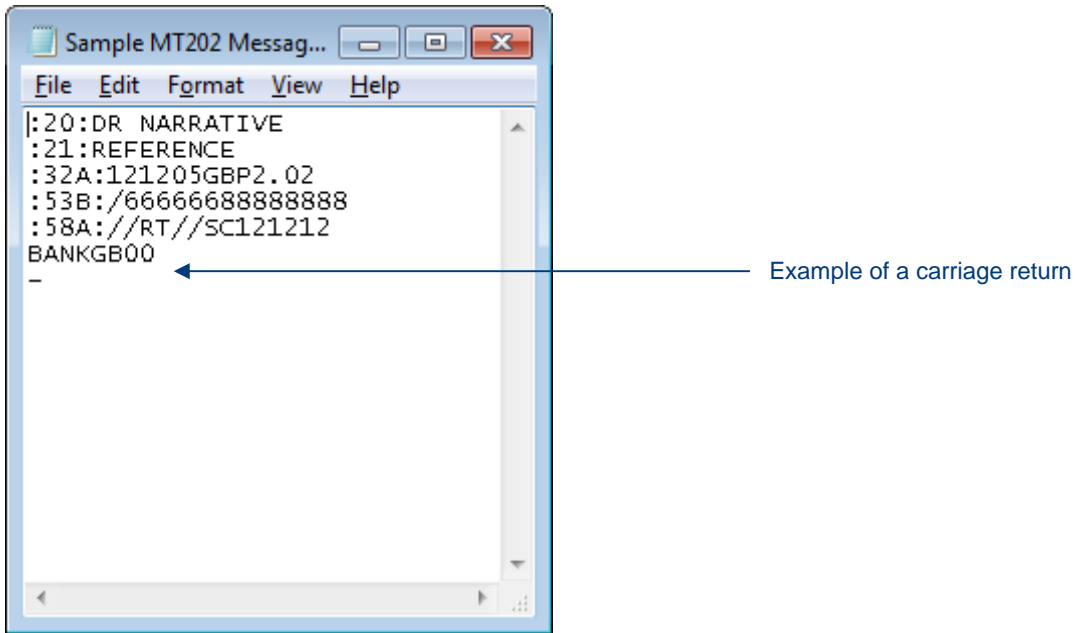 Sample MT202 Messag...
File Edit Format View Help
:20:DR NARRATIVE
:21:REFERENCE
:32A:121205GBP2.02
:53B:/66666688888888
:58A://RT//SC121212
BANKGB00
-
Example of a carriage return